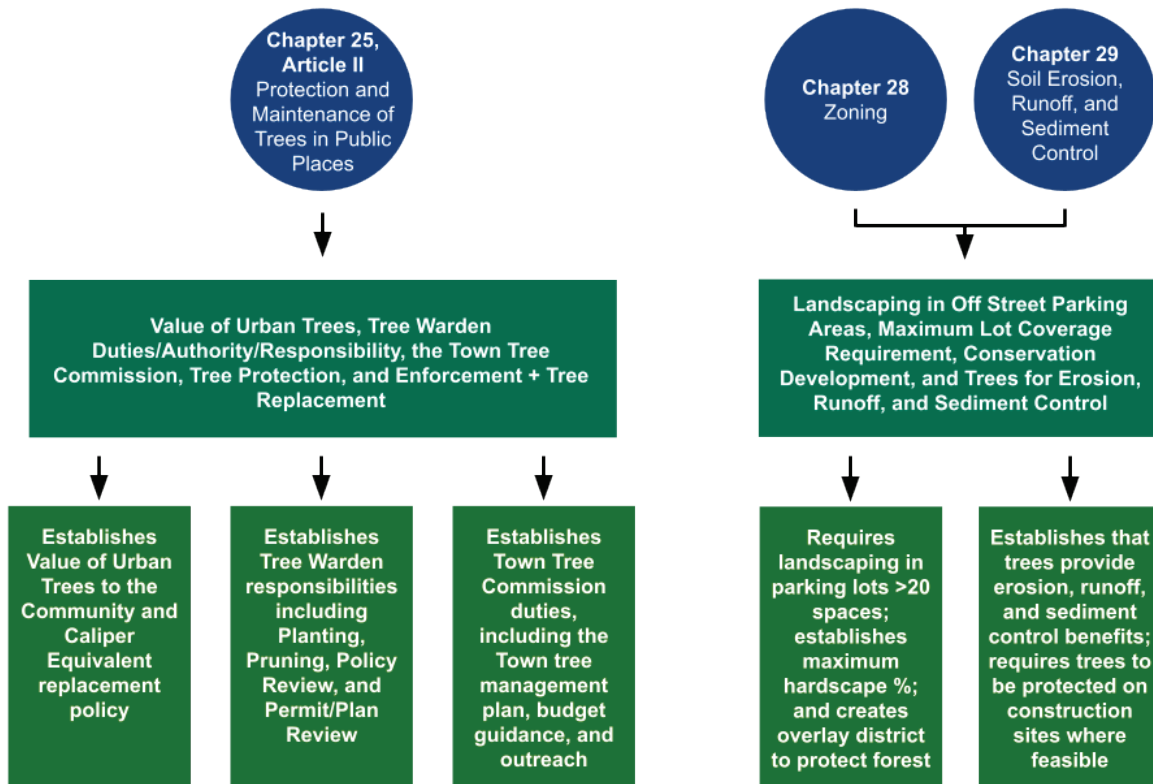 Chapter 25,
Article II
Protection and
Maintenance of
Trees in Public
Places
Chapter 28
Zoning
Chapter 29
Soil Erosion,
Runoff, and
Sediment
Control
Value of Urban Trees, Tree Warden
Duties/Authority/Responsibility, the Town Tree
Commission, Tree Protection, and Enforcement + Tree
Replacement
Landscaping in Off Street Parking
Areas, Maximum Lot Coverage
Requirement, Conservation
Development, and Trees for Erosion,
Runoff, and Sediment Control
Establishes
Value of Urban
Trees to the
Community and
Caliper
Equivalent
replacement
policy
Establishes
Tree Warden
responsibilities
including
Planting,
Pruning, Policy
Review, and
Permit/Plan
Review
Establishes
Town Tree
Commission
duties,
including the
Town tree
management
plan, budget
guidance, and
outreach
Requires
landscaping in
parking lots >20
spaces;
establishes
maximum
hardscape %;
and creates
overlay district
to protect forest
Establishes that
trees provide
erosion, runoff,
and sediment
control benefits;
requires trees to
be protected on
construction
sites where
feasible